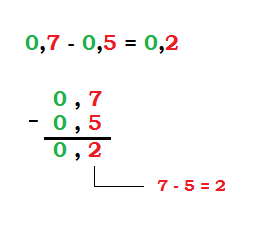 0,7 - 0,5 = 0,2
0 , 7
- 0 , 5
0 , 2
7 - 5 = 2